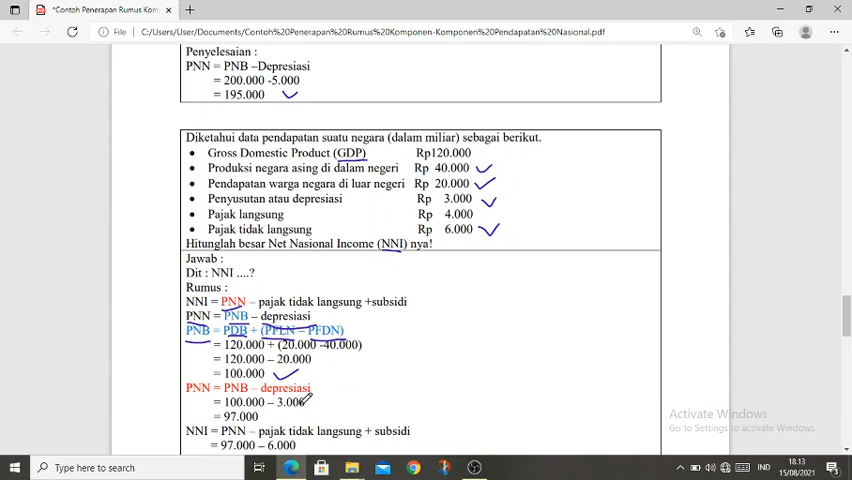 *Contoh Penerapan Rumus Kom
File
C:/Users/User/Documents/Contoh%20Penerapan%20Rumus%20Komponen-Komponen%20Pendapatan%20Nasional.pdf
Penyelesaian :
PNN = PNB –Depresiasi
= 200.000 -5.000
= 195.000
Diketahui data pendapatan suatu negara (dalam miliar) sebagai berikut.
• Gross Domestic Product (GDP) Rp120.000
• Produksi negara asing di dalam negeri Rp 40.000
• Pendapatan warga negara di luar negeri Rp 20.000
• Penyusutan atau depresiasi Rp 3.000
• Pajak langsung Rp 4.000
• Pajak tidak langsung Rp 6.000
Hitunglah besar Net Nasional Income (NNI) nya!
Jawab :
Dit : NNI ....?
Rumus :
NNI = PNN – pajak tidak langsung +subsidi
PNN = PNB – depresiasi
PNB = PDB + (PFLN – PFDN)
= 120.000 + (20.000 -40.000)
= 120.000 – 20.000
= 100.000
PNN = PNB – depresiasi
= 100.000 – 3.000
= 97.000
NNI = PNN – pajak tidak langsung + subsidi
= 97.000 – 6.000
Activate Windows
Go to Settings to activate Windows.
Type here to search
IND
18.13
15/08/2021
3